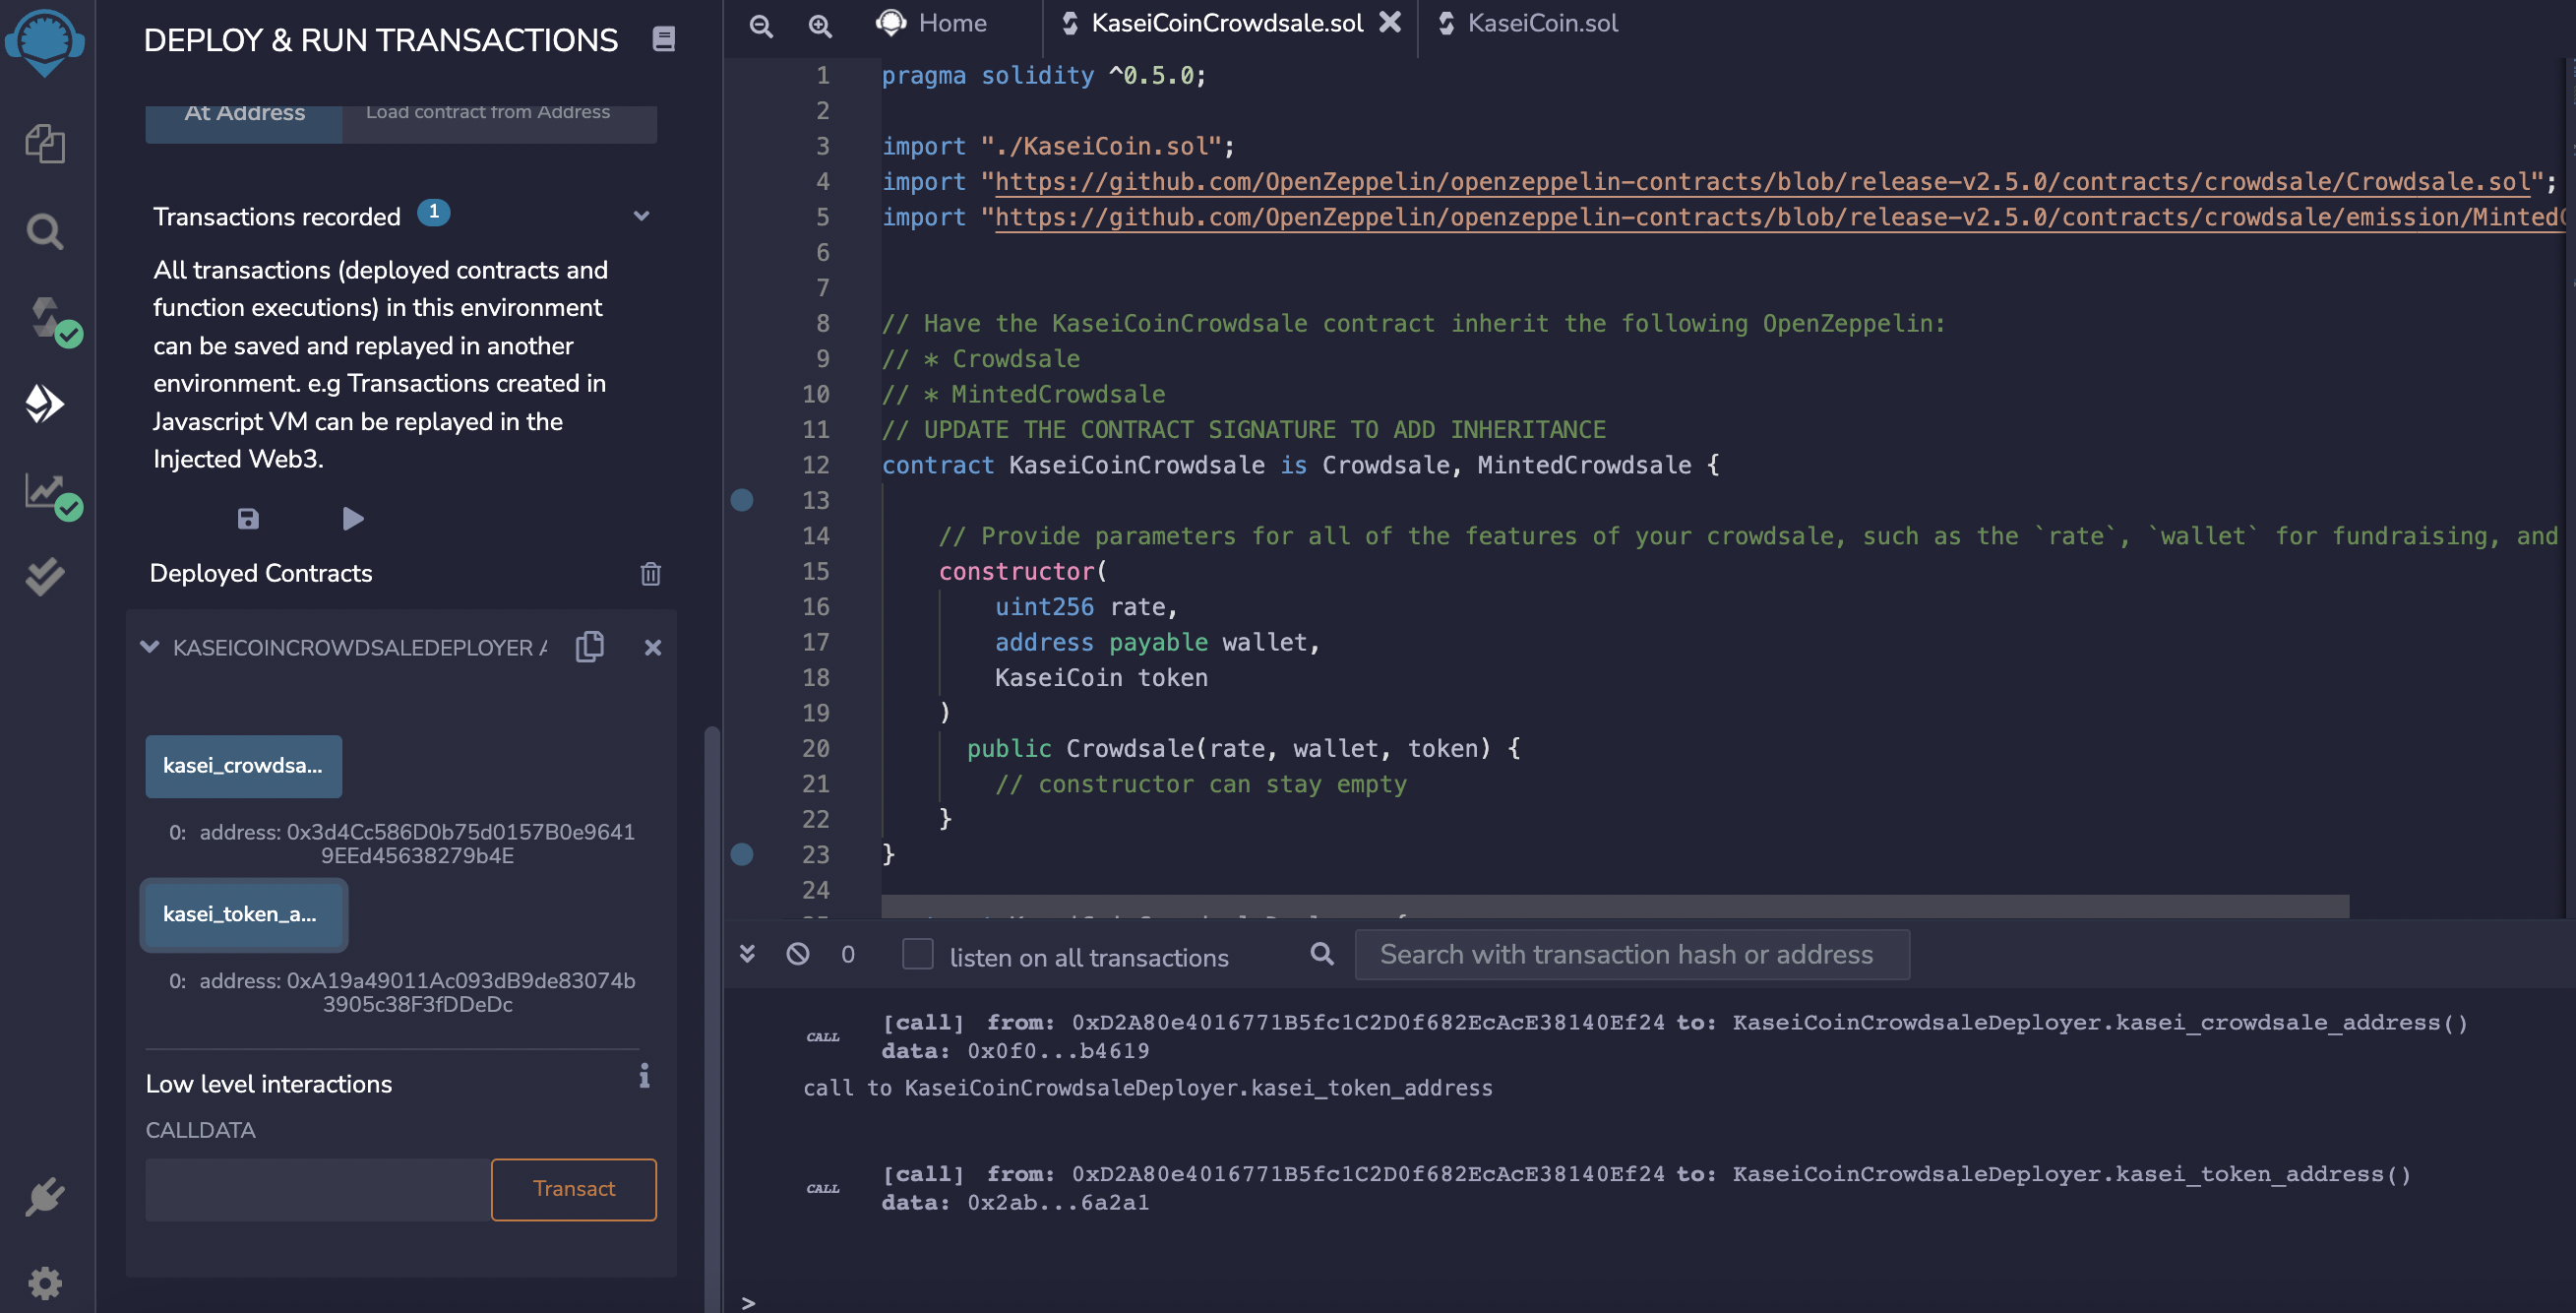 DEPLOY & RUN TRANSACTIONS
At Address
Load contract from Address
Transactions recorded 1
All transactions (deployed contracts and
function executions) in this environment
can be saved and replayed in another
environment. e.g Transactions created in
Javascript VM can be replayed in the
Injected Web3.
Deployed Contracts
KASEICOINCROWDSALEDEPLOYER A
kasei_crowdsa...
0: address: 0x3d4Cc586D0b75d0157B0e9641
9EEd45638279b4E
kasei_token_a...
0: address: 0xA19a49011Ac093dB9de83074b
3905c38F3fDDeDc
Low level interactions
i
CALLDATA
Transact
Home
KaseiCoinCrowdsale.sol
KaseiCoin.sol
1 pragma solidity ^0.5.0;
2
3 import "./KaseiCoin.sol";
4 import "https://github.com/OpenZeppelin/openzeppelin-contracts/blob/release-v2.5.0/contracts/crowdsale/Crowdsale.sol";
5 import "https://github.com/OpenZeppelin/openzeppelin-contracts/blob/release-v2.5.0/contracts/crowdsale/emission/MintedC
6
7
8 // Have the KaseiCoinCrowdsale contract inherit the following OpenZeppelin:
9 // * Crowdsale
10 // * MintedCrowdsale
11 // UPDATE THE CONTRACT SIGNATURE TO ADD INHERITANCE
12 contract KaseiCoinCrowdsale is Crowdsale, MintedCrowdsale {
13
14 // Provide parameters for all of the features of your crowdsale, such as the `rate`, `wallet` for fundraising, and
15 constructor(
16 uint256 rate,
17 address payable wallet,
18 KaseiCoin token
19 )
20 public Crowdsale(rate, wallet, token) {
21 // constructor can stay empty
22 }
23 }
24
0
listen on all transactions
Search with transaction hash or address
CALL [call] from: 0xD2A80e4016771B5fc1C2D0f682EcAcE38140Ef24 to: KaseiCoinCrowdsaleDeployer.kasei_crowdsale_address()
data: 0x0f0...b4619
call to KaseiCoinCrowdsaleDeployer.kasei_token_address
CALL [call] from: 0xD2A80e4016771B5fc1C2D0f682EcAcE38140Ef24 to: KaseiCoinCrowdsaleDeployer.kasei_token_address()
data: 0x2ab...6a2a1
>